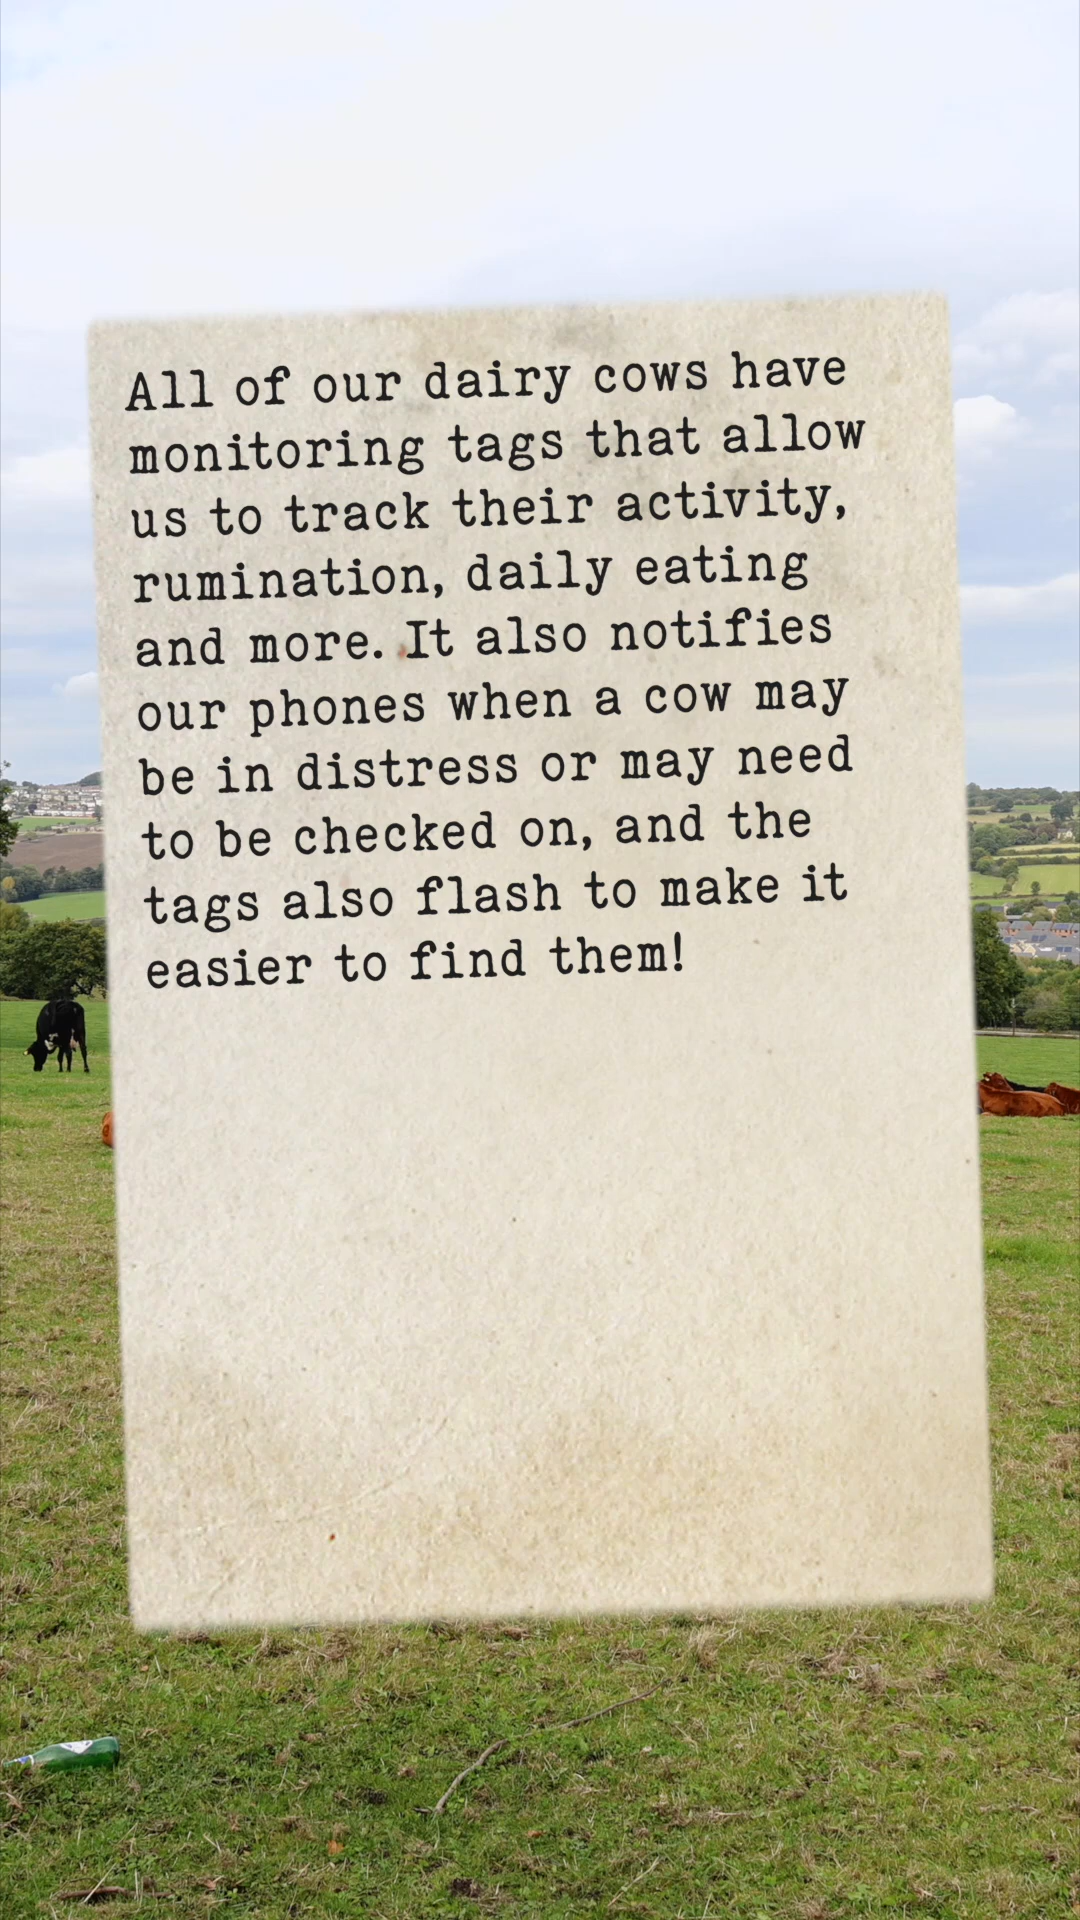 All of our dairy cows have
monitoring tags that allow
us to track their activity,
rumination, daily eating
and more. It also notifies
our phones when a cow may
be in distress or may need
to be checked on, and the
tags also flash to make it
easier to find them!